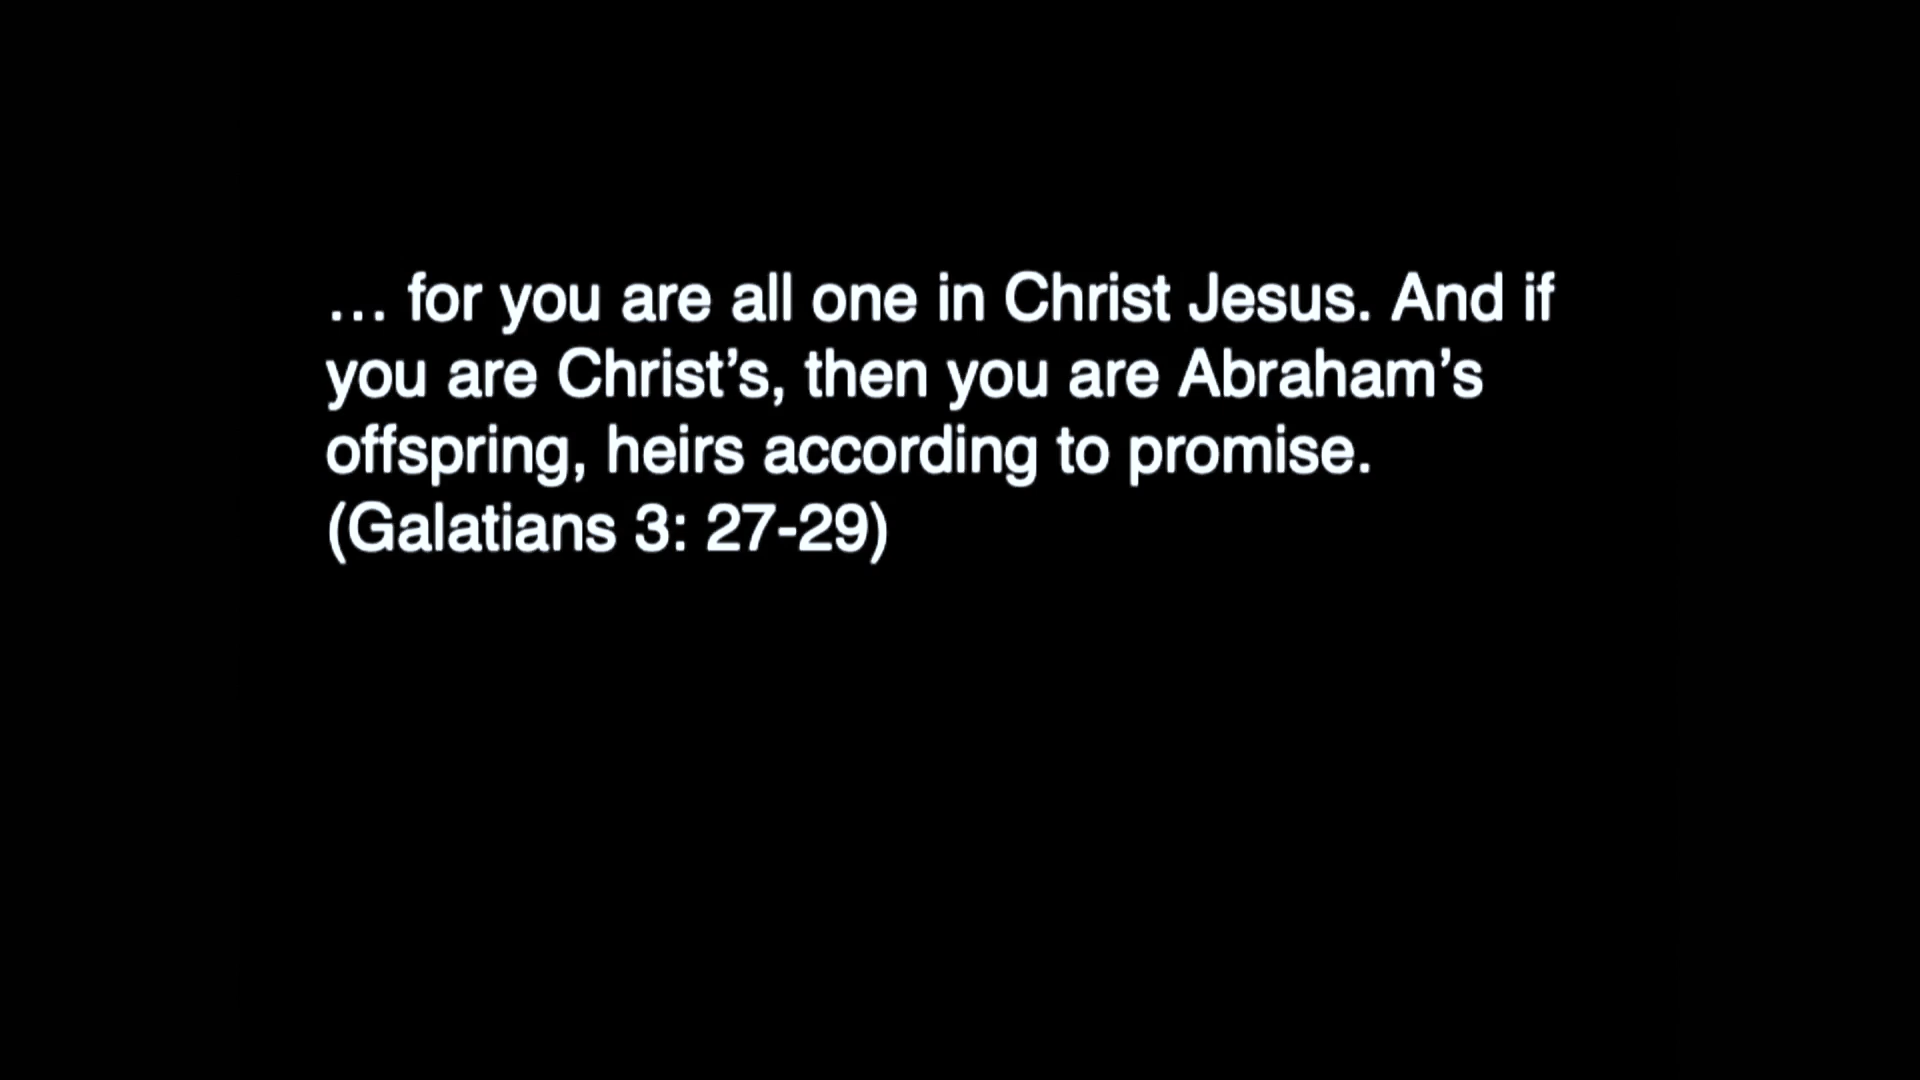 … for you are all one in Christ Jesus. And if
you are Christ’s, then you are Abraham’s
offspring, heirs according to promise.
(Galatians 3: 27-29)